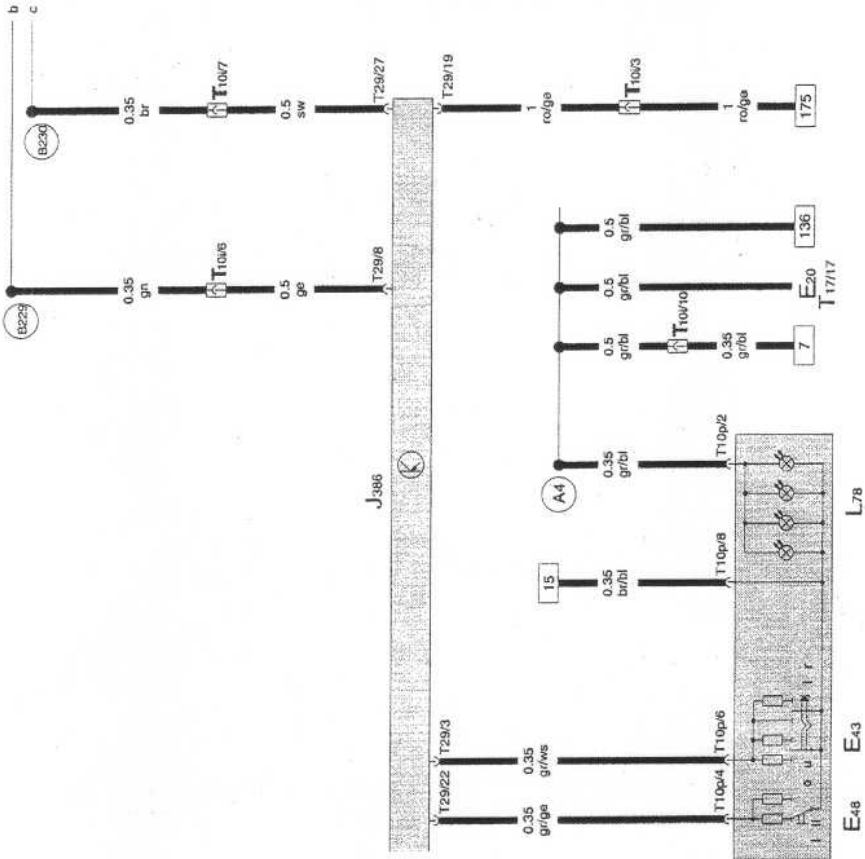 b
c
B230
0.35
br
T10i/7
0.5
sw
T29/27
T29/19
1
ro/ge
T10i/3
1
ro/ge
175
B229
0.35
gn
T10i/6
0.5
ge
T29/8
J386
K
0.5
gr/bl
136
0.5
gr/bl
E20
T17/17
0.5
gr/bl
T10i/10
0.35
gr/bl
7
A4
0.35
gr/bl
T10p/2
15
0.35
br/bl
T10p/8
T29/3
0.35
gr/ws
T10p/6
T29/22
0.35
gr/ge
T10p/4
o u l r
E48
E43
L78